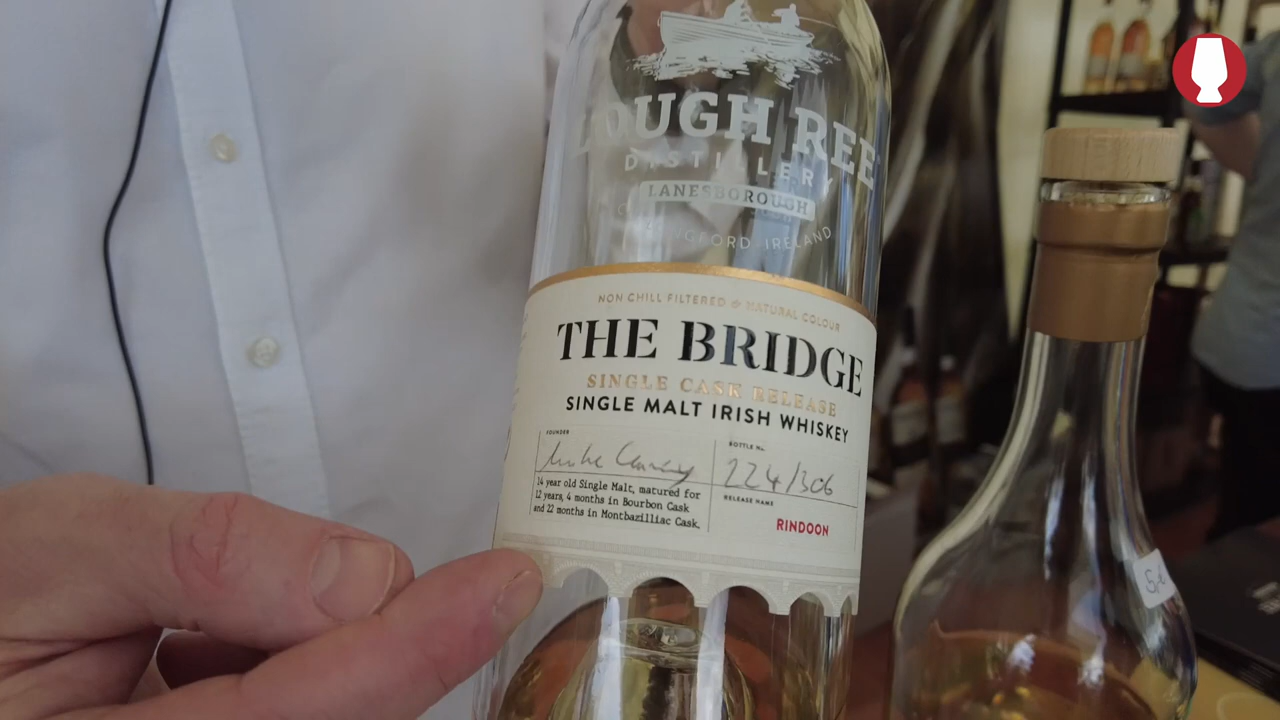 LOUGH REE
DISTILLERY
LANESBOROUGH
LONGFORD-IRELAND
NON CHILL FILTERED & NATURAL COLOUR
THE BRIDGE
SINGLE CASK RELEASE
SINGLE MALT IRISH WHISKEY
FOUNDER
14 year old Single Malt, matured for
12 years, 4 months in Bourbon Cask
and 22 months in Montbazilliac Cask.
BOTTLE No.
224/306
RELEASE NAME
RINDOON